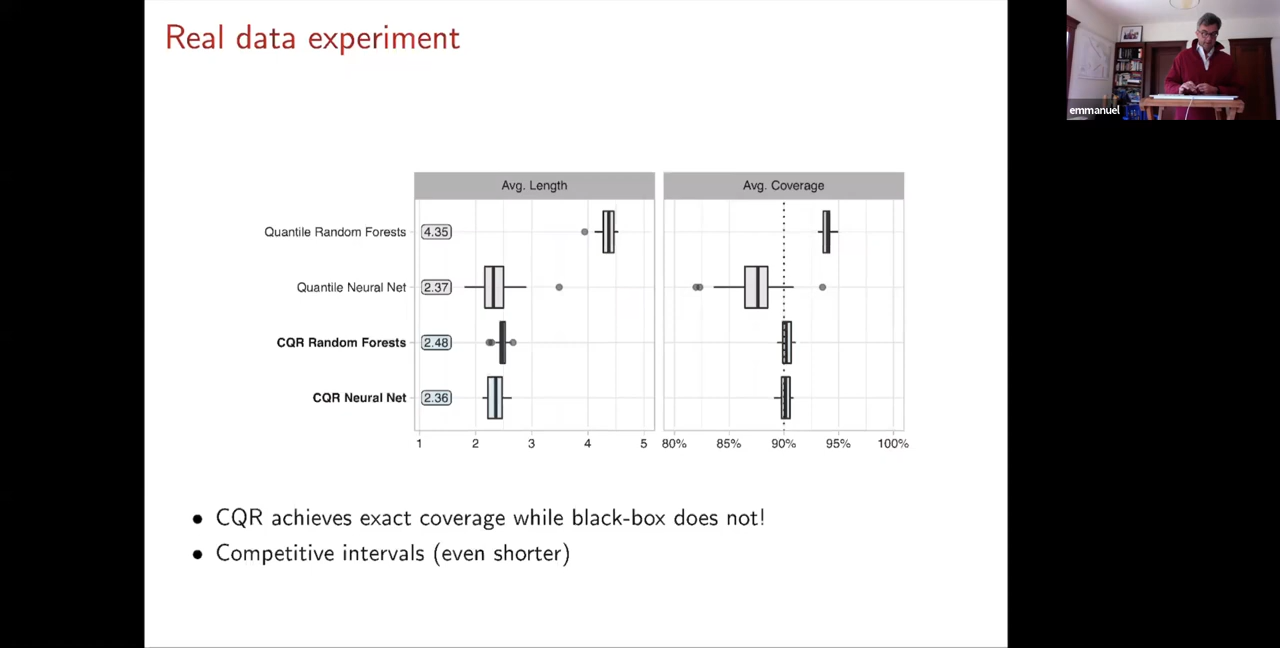 Real data experiment
emmanuel
Avg. Length
Avg. Coverage
Quantile Random Forests 4.35
Quantile Neural Net 2.37
CQR Random Forests 2.48
CQR Neural Net 2.36
1 2 3 4 5
80% 85% 90% 95% 100%
• CQR achieves exact coverage while black-box does not!
• Competitive intervals (even shorter)